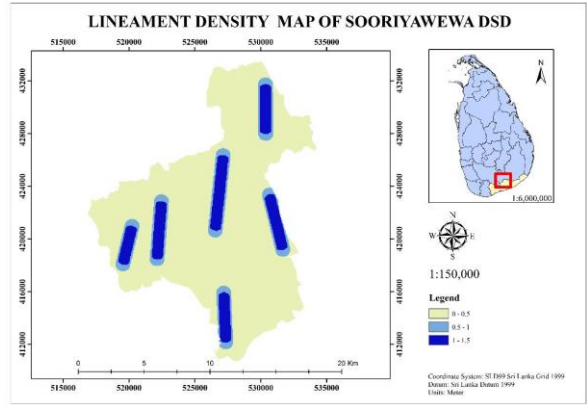 LINEAMENT DENSITY MAP OF SOORIYAWEWA DSD
515000 520000 525000 530000 535000
432000 432000
428000 428000
424000 424000
420000 420000
416000 416000
412000 412000
0 5 10 20 Km
515000 520000 525000 530000 535000
N
1:6,000,000
N
W E
S
1:150,000
Legend
0 - 0.5
0.5 - 1
1 - 1.5
Coordinate System: SLD99 Sri Lanka Grid 1999
Datum: Sri Lanka Datum 1999
Units: Meter